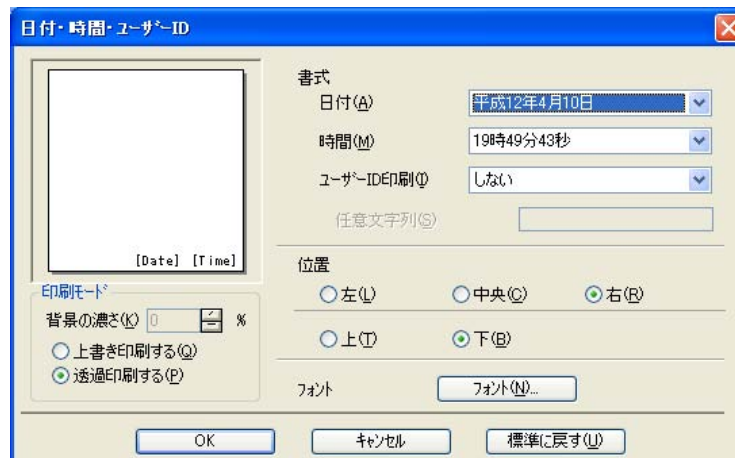 日付・時間・ユーザーID
[Date] [Time]
印刷モード
背景の濃さ(K) 0 %
上書き印刷する(Q)
透過印刷する(P)
書式
日付(A) 平成12年4月10日
時間(M) 19時49分43秒
ユーザーID印刷(I) しない
任意文字列(S)
位置
左(L) 中央(C) 右(R)
上(T) 下(B)
フォント フォント(N)...
OK キャンセル 標準に戻す(U)